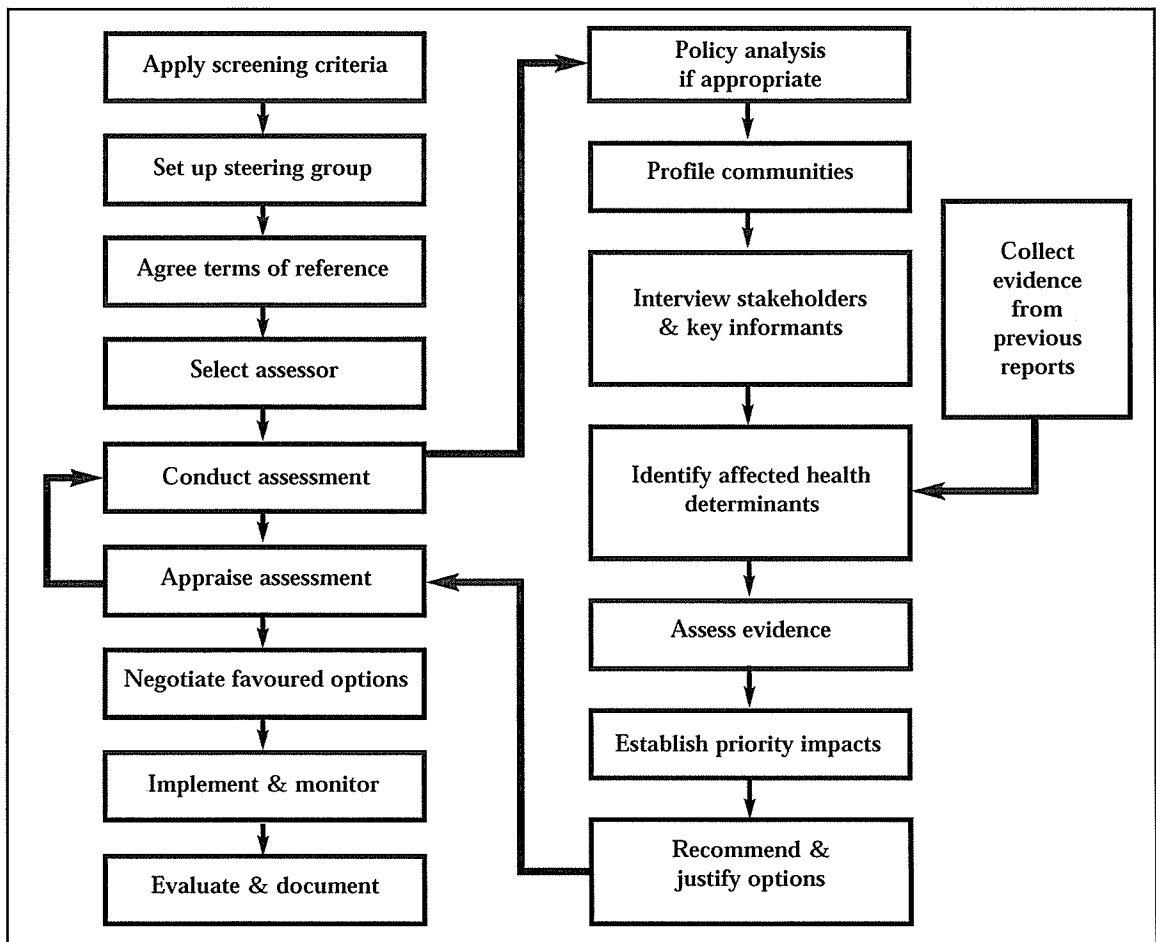 Apply screening criteria
Set up steering group
Agree terms of reference
Select assessor
Conduct assessment
Appraise assessment
Negotiate favoured options
Implement & monitor
Evaluate & document
Policy analysis
if appropriate
Profile communities
Interview stakeholders
& key informants
Identify affected health
determinants
Assess evidence
Establish priority impacts
Recommend &
justify options
Collect
evidence
from
previous
reports